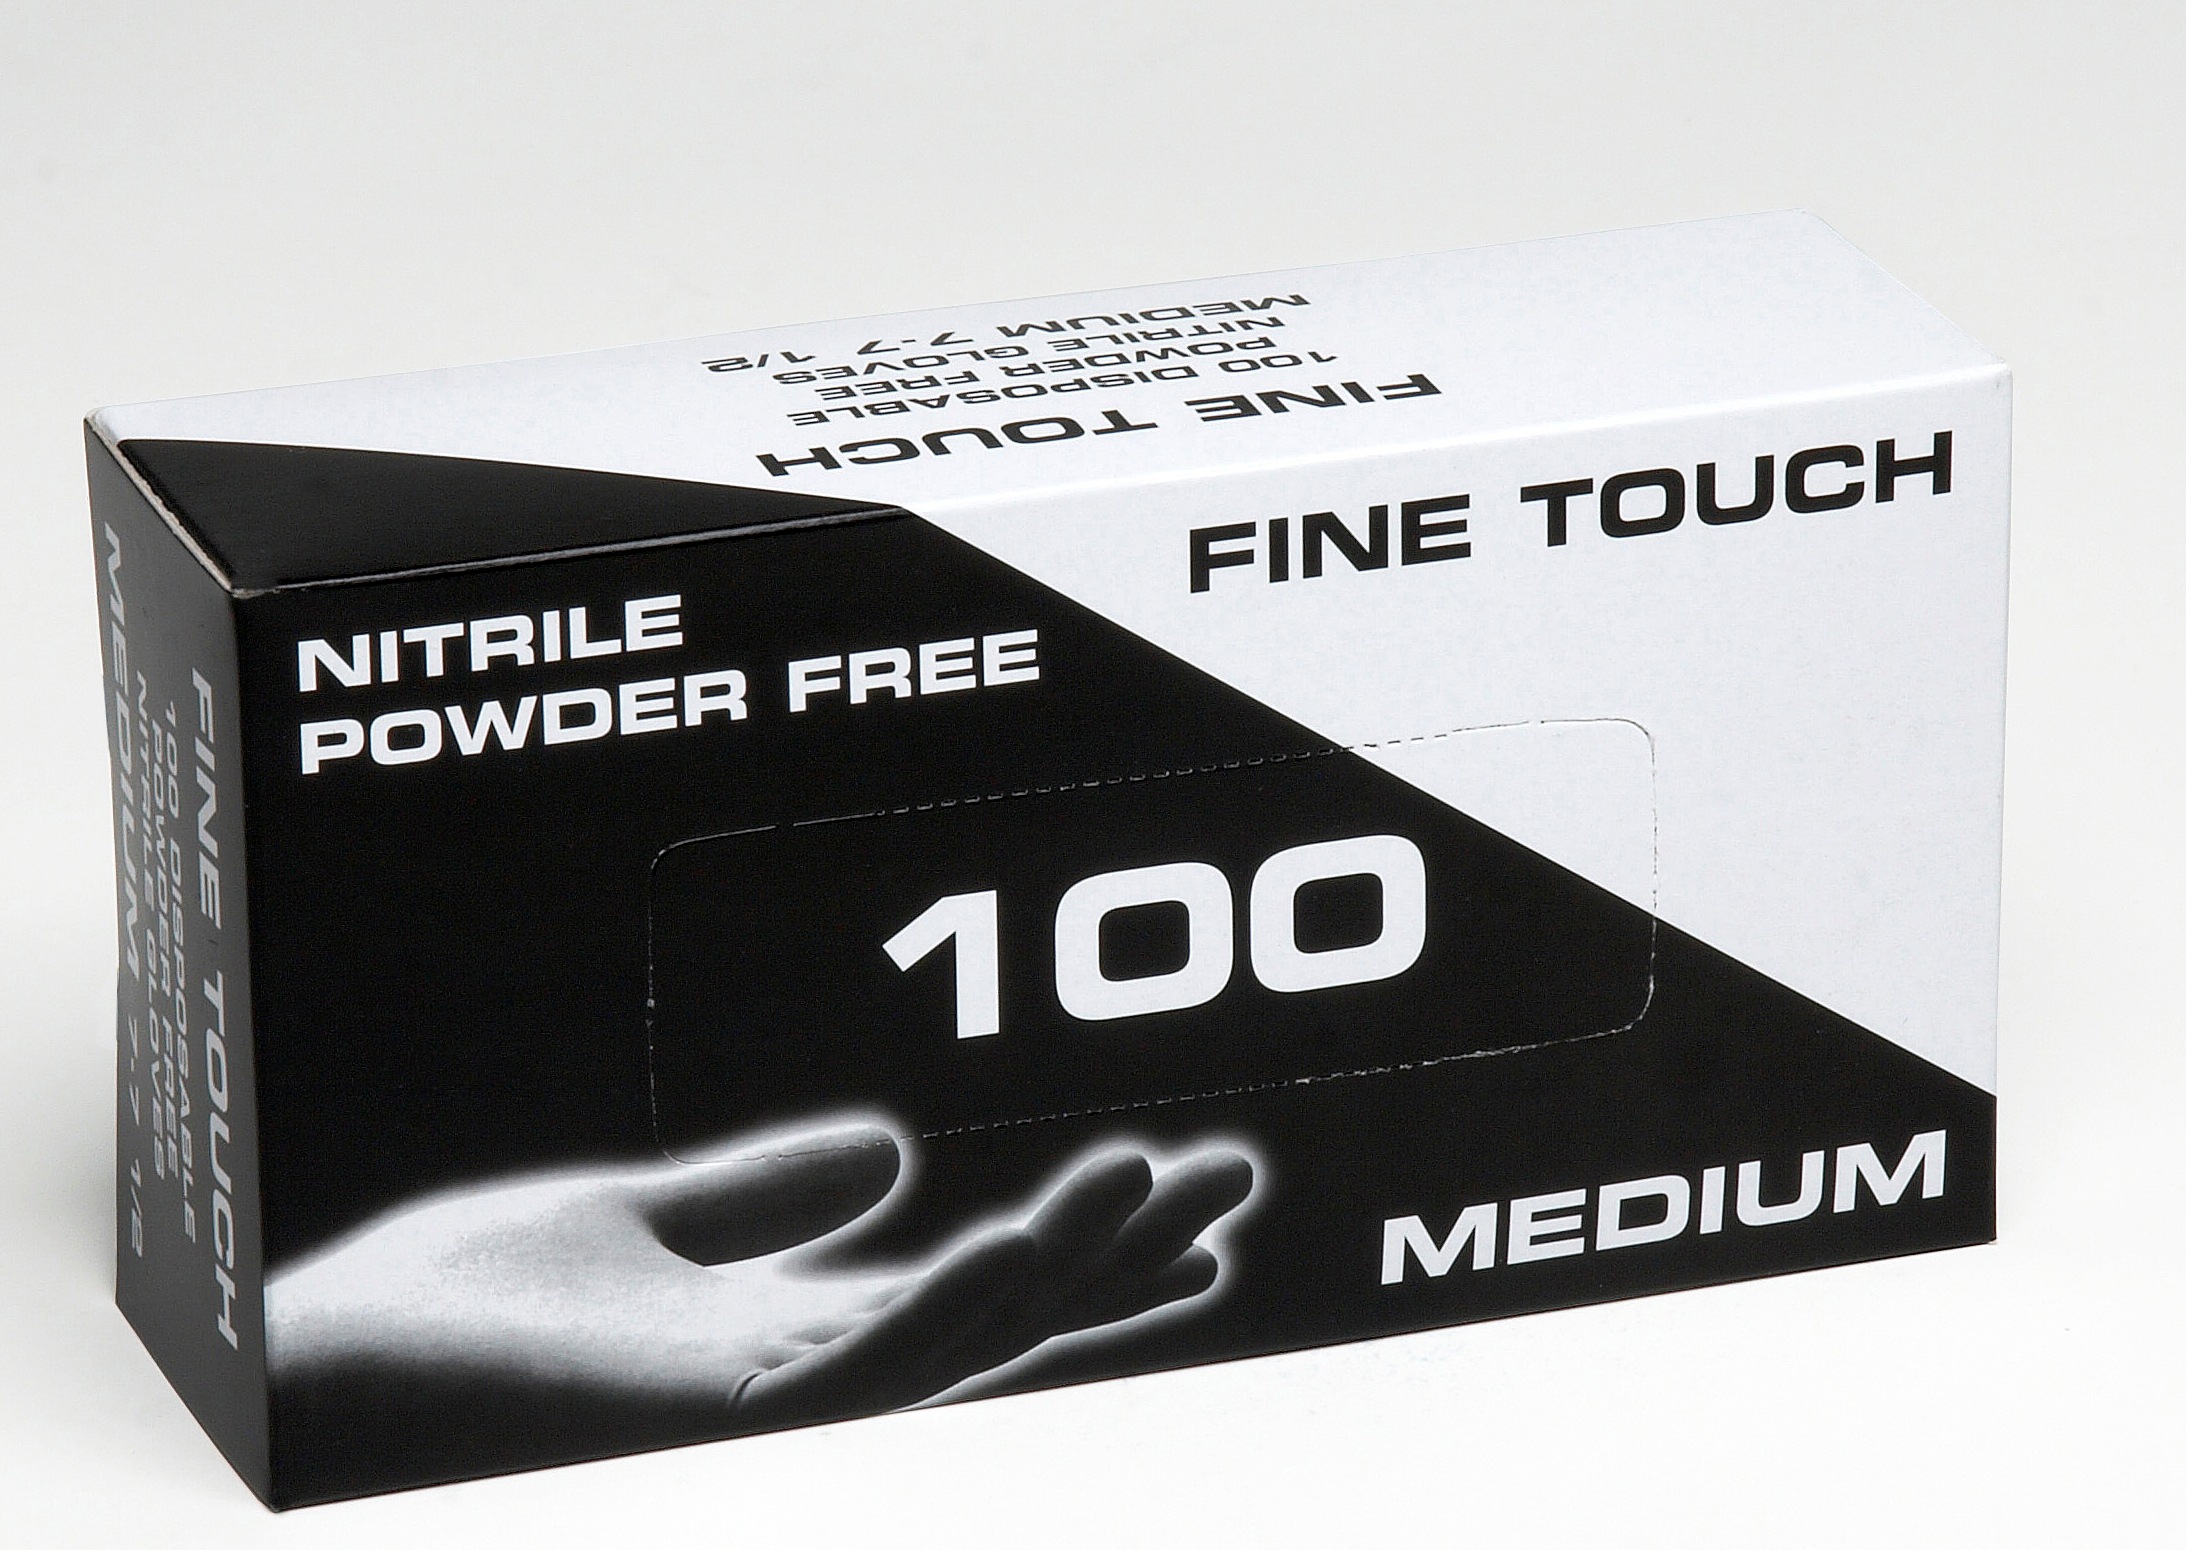 FINE TOUCH
100 DISPOSABLE
POWDER FREE
NITRILE GLOVES
MEDIUM 7-7 1/2
FINE TOUCH
NITRILE
POWDER FREE
100
MEDIUM
FINE TOUCH
100 DISPOSABLE
POWDER FREE
NITRILE GLOVES
MEDIUM 7-7 1/2